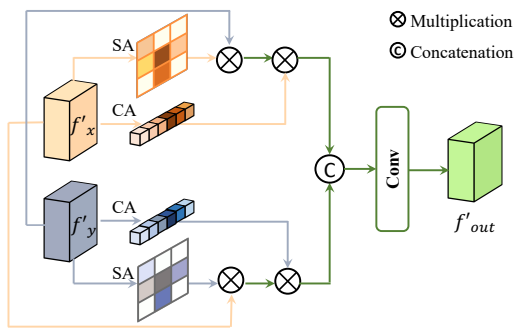 SA
⊗ Multiplication
© Concatenation
f'x
CA
f'y
CA
SA
C
Conv
f'out